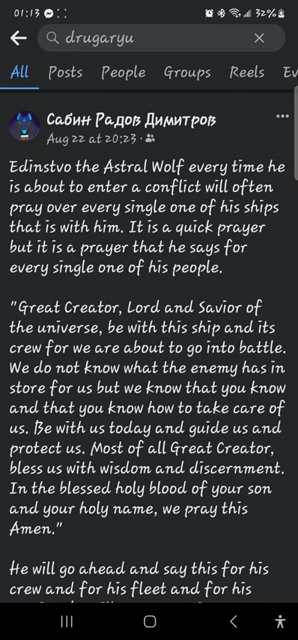 01:13 32%
drugaryu
All Posts People Groups Reels Ev
Сабин Радов Димитров
Aug 22 at 20:23 ·
Edinstvo the Astral Wolf every time he
is about to enter a conflict will often
pray over every single one of his ships
that is with him. It is a quick prayer
but it is a prayer that he says for
every single one of his people.
"Great Creator, Lord and Savior of
the universe, be with this ship and its
crew for we are about to go into battle.
We do not know what the enemy has in
store for us but we know that you know
and that you know how to take care of
us. Be with us today and guide us and
protect us. Most of all Great Creator,
bless us with wisdom and discernment.
In the blessed holy blood of your son
and your holy name, we pray this
Amen."
He will go ahead and say this for his
crew and for his fleet and for his